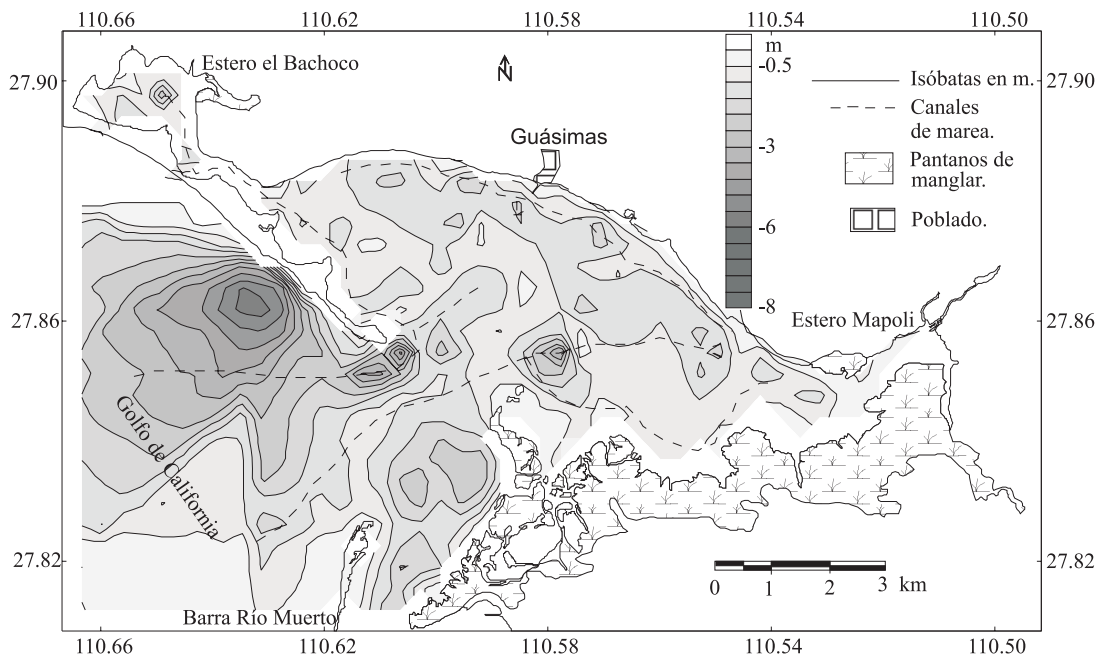 110.66 110.62 110.58 110.54 110.50
m
Estero el Bachoco
-0.5
27.90 27.90
Isóbatas en m.
Canales
de marea.
N
Guásimas
-3
Pantanos de
manglar.
Poblado.
-6
-8
27.86 27.86
Estero Mapoli
Golfo de California
27.82 27.82
0 1 2 3 km
Barra Río Muerto
110.66 110.62 110.58 110.54 110.50